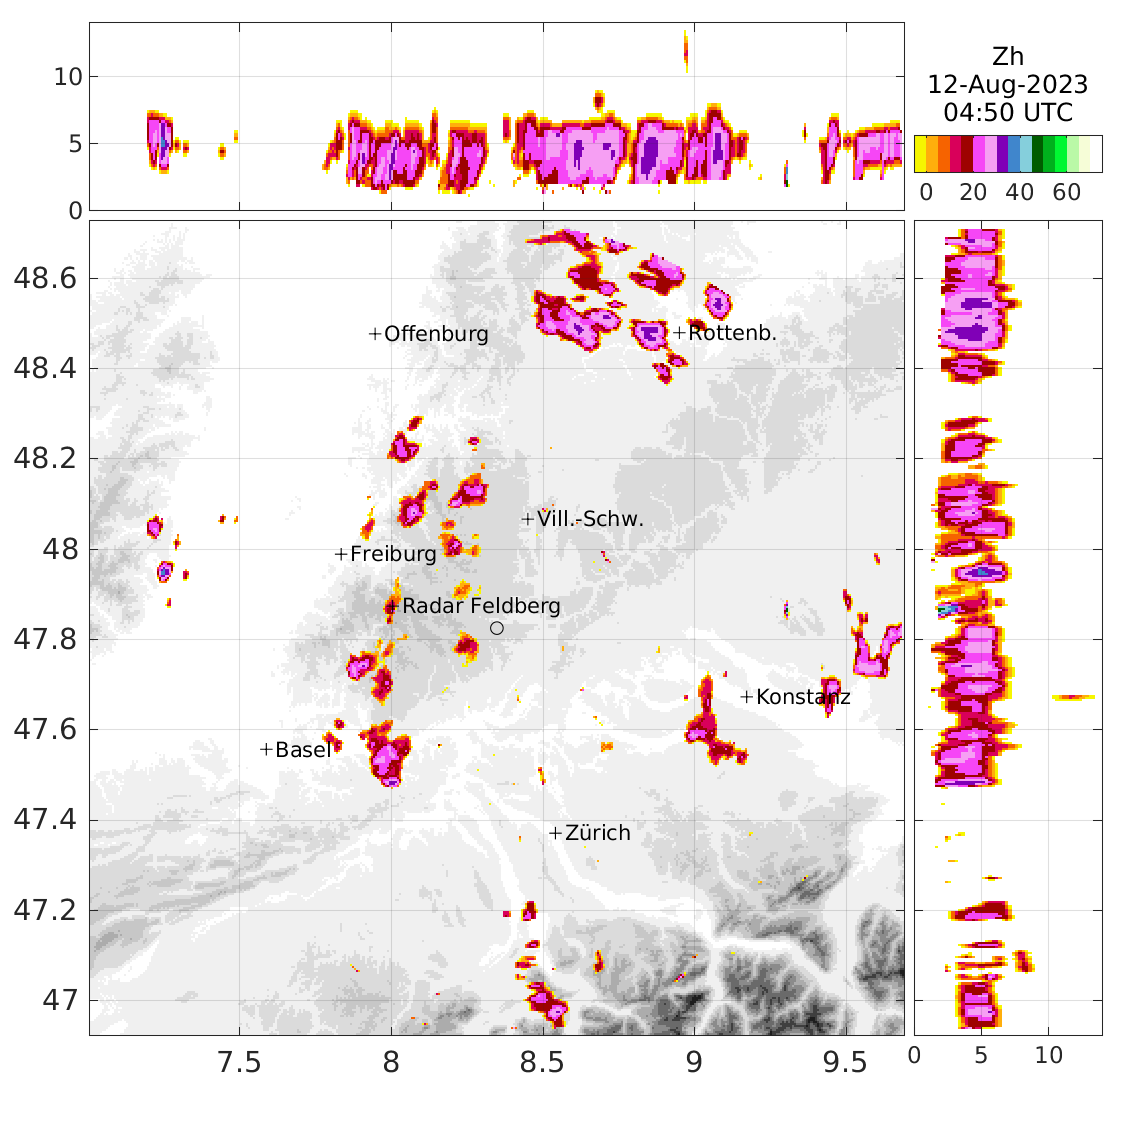 Zh
12-Aug-2023
04:50 UTC
0 20 40 60
10
5
0
48.6
48.4
48.2
48
47.8
47.6
47.4
47.2
47
+Offenburg
+Rottenb.
+Vill.-Schw.
+Freiburg
+Radar Feldberg
+Konstanz
+Basel
+Zürich
7.5 8 8.5 9 9.5
0 5 10